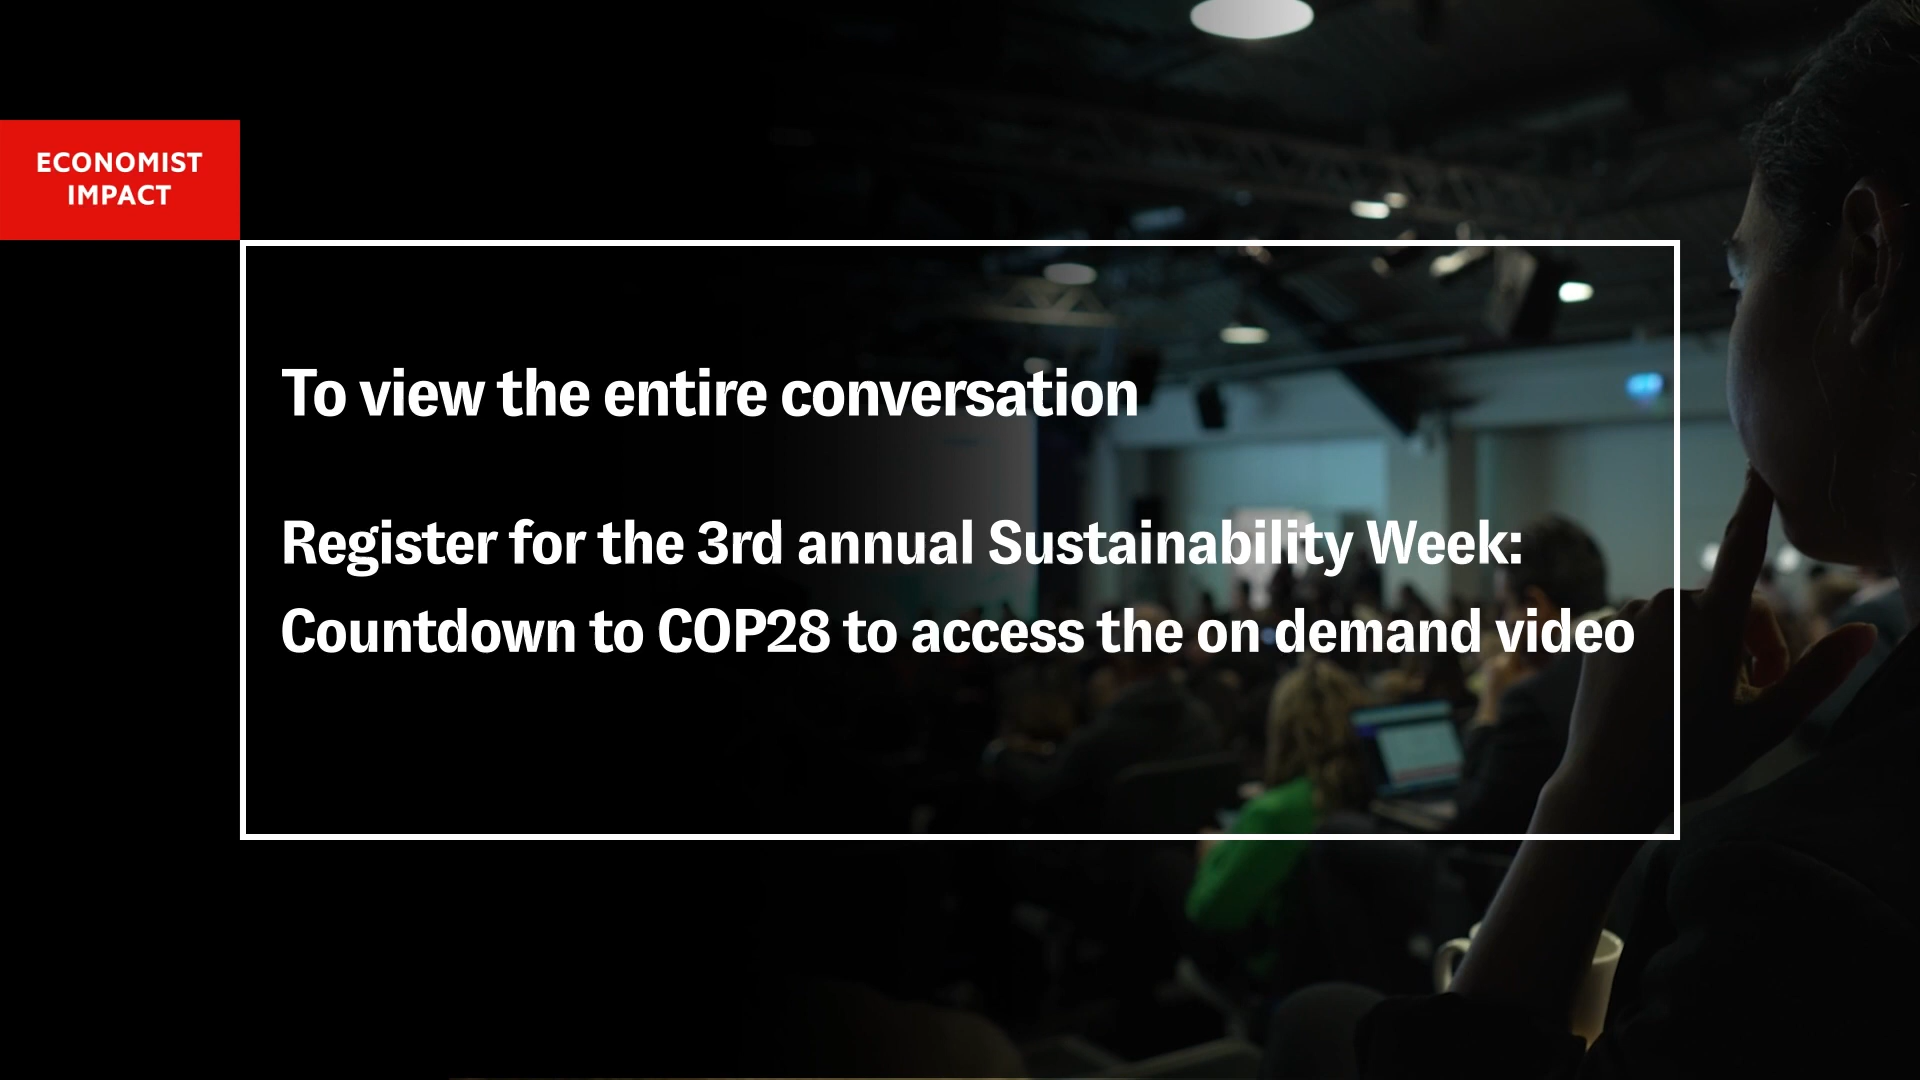 ECONOMIST
IMPACT
To view the entire conversation
Register for the 3rd annual Sustainability Week:
Countdown to COP28 to access the on demand video